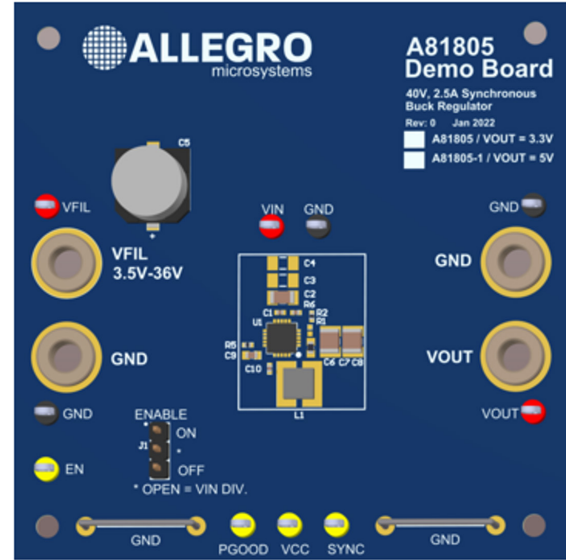 ALLEGRO
microsystems
A81805
Demo Board
40V, 2.5A Synchronous
Buck Regulator
Rev: 0 Jan 2022
A81805 / VOUT = 3.3V
A81805-1 / VOUT = 5V
C5
+
VFIL
VIN
GND
GND
VFIL
3.5V-36V
GND
C4
C3
C2
R6
C1
R2
R1
U1
R5
C9
C10
C6 C7 C8
L1
GND
VOUT
GND
VOUT
EN
ENABLE
* ON
J1 *
OFF
* OPEN = VIN DIV.
GND
PGOOD
VCC
SYNC
GND